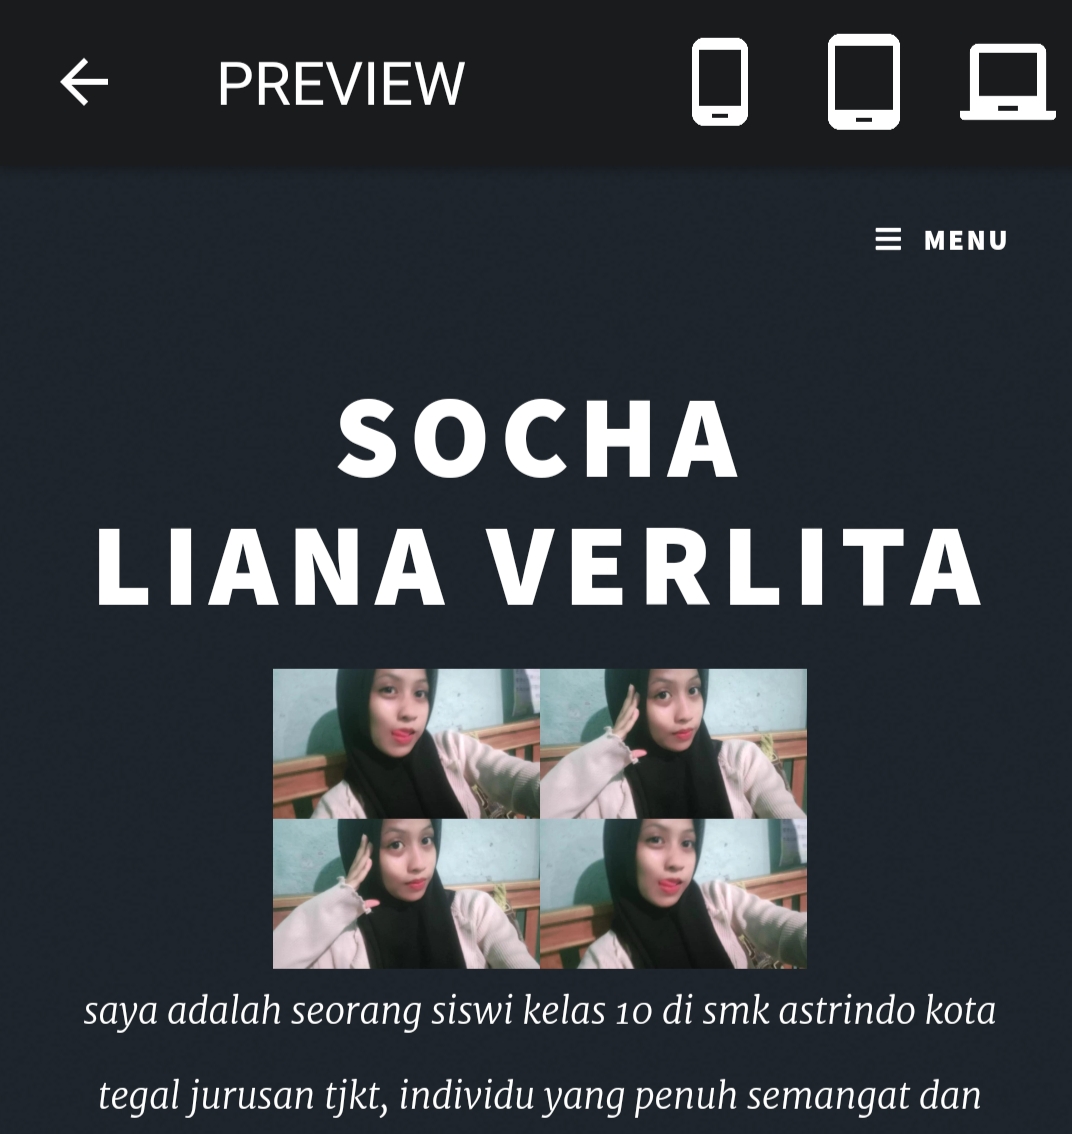 PREVIEW
MENU
SOCHA
LIANA VERLITA
saya adalah seorang siswi kelas 10 di smk astrindo kota
tegal jurusan tjkt, individu yang penuh semangat dan